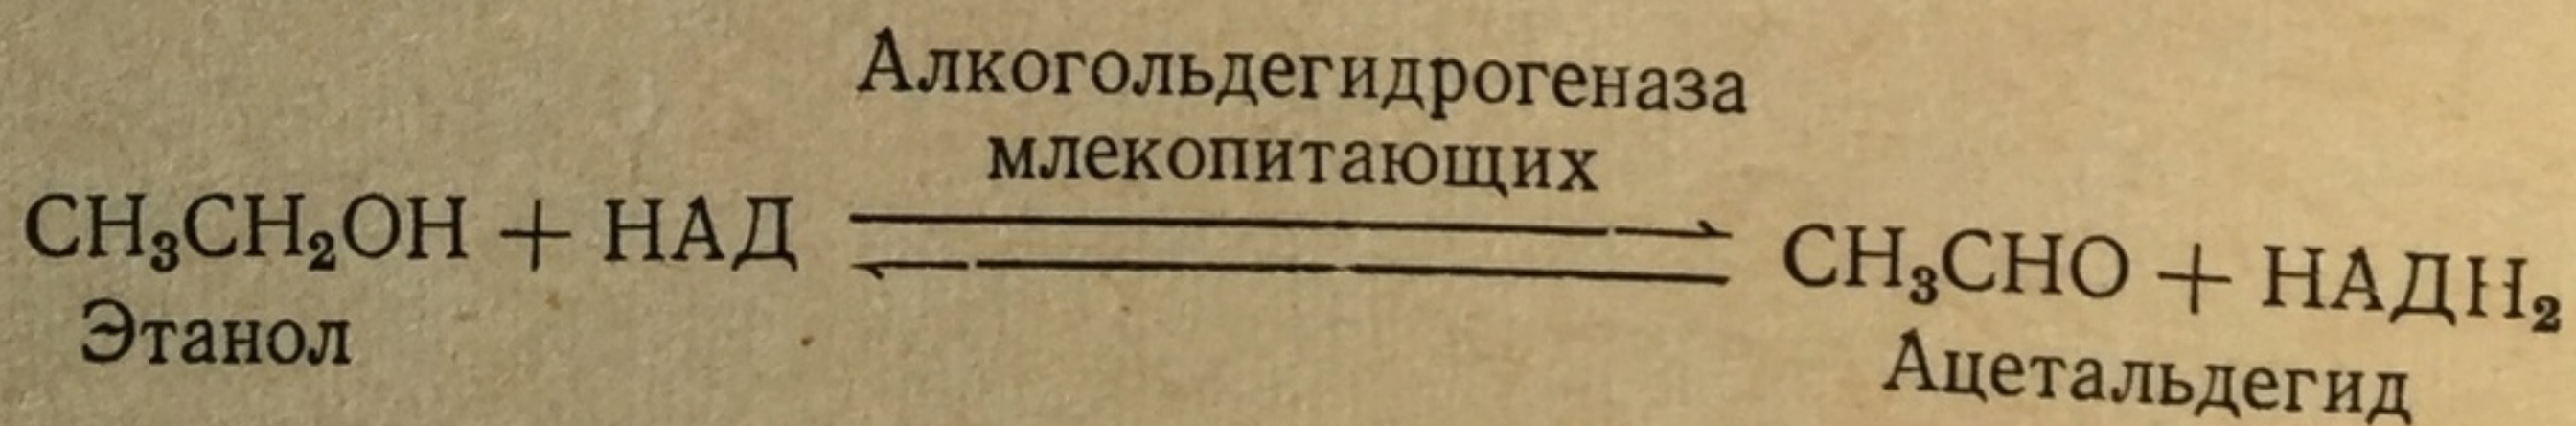 Алкогольдегидрогеназа
млекопитающих
CH₃CH₂OH + НАД ⇌ CH₃CHO + НАДН₂
Этанол Ацетальдегид